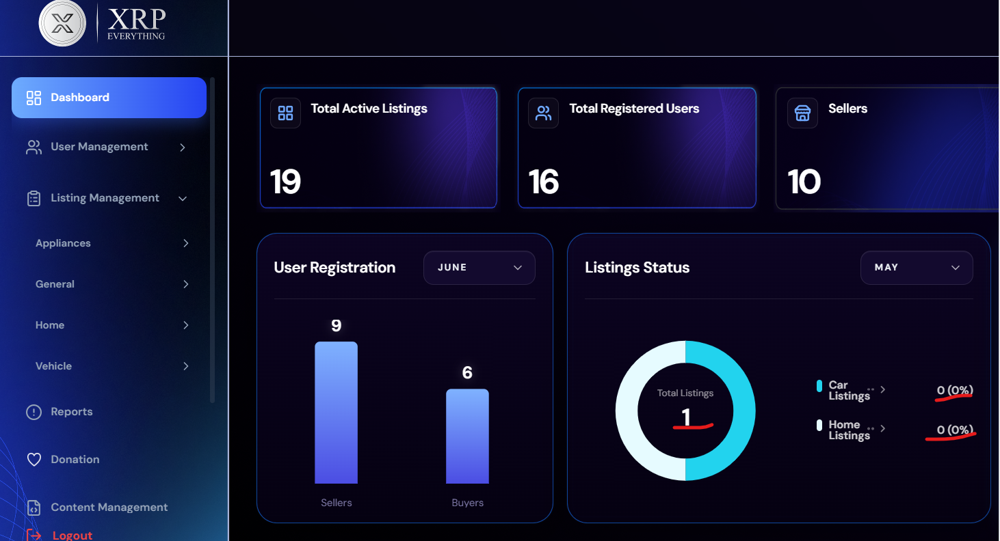 XRP
EVERYTHING
Dashboard
User Management
Listing Management
Appliances
General
Home
Vehicle
Reports
Donation
Content Management
Logout
Total Active Listings
19
Total Registered Users
16
Sellers
10
User Registration
JUNE
9
6
Sellers
Buyers
Listings Status
MAY
Total Listings
1
Car
Listings
0 (0%)
Home
Listings
0 (0%)